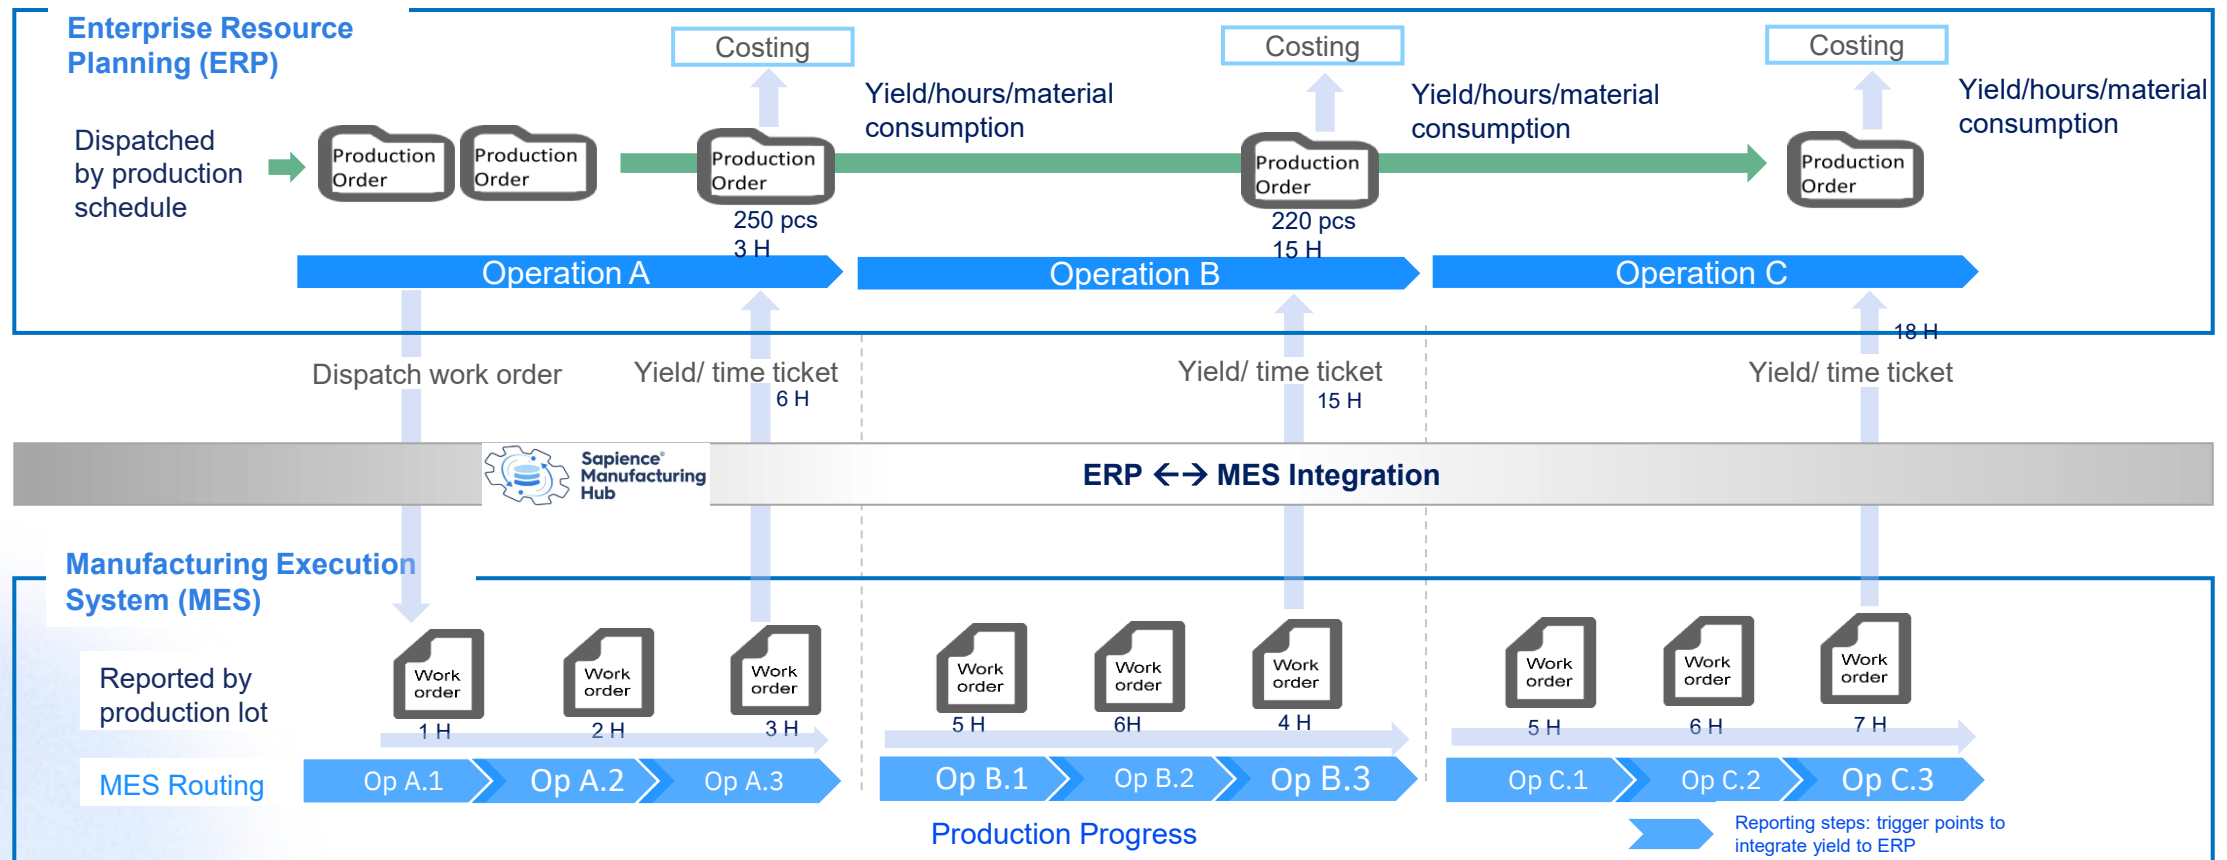 Enterprise Resource
Planning (ERP)
Costing
Costing
Costing
Yield/hours/material
consumption
Yield/hours/material
consumption
Yield/hours/material
consumption
Dispatched
by production
schedule
Production
Order
Production
Order
Production
Order
Production
Order
Production
Order
250 pcs
3 H
220 pcs
15 H
Operation A
Operation B
Operation C
18 H
Dispatch work order
Yield/ time ticket
6 H
Yield/ time ticket
15 H
Yield/ time ticket
Sapience®
Manufacturing
Hub
ERP ←→ MES Integration
Manufacturing Execution
System (MES)
Reported by
production lot
Work
order
Work
order
Work
order
Work
order
Work
order
Work
order
Work
order
Work
order
Work
order
1 H
2 H
3 H
5 H
6H
4 H
5 H
6 H
7 H
MES Routing
Op A.1
Op A.2
Op A.3
Op B.1
Op B.2
Op B.3
Op C.1
Op C.2
Op C.3
Production Progress
Reporting steps: trigger points to
integrate yield to ERP